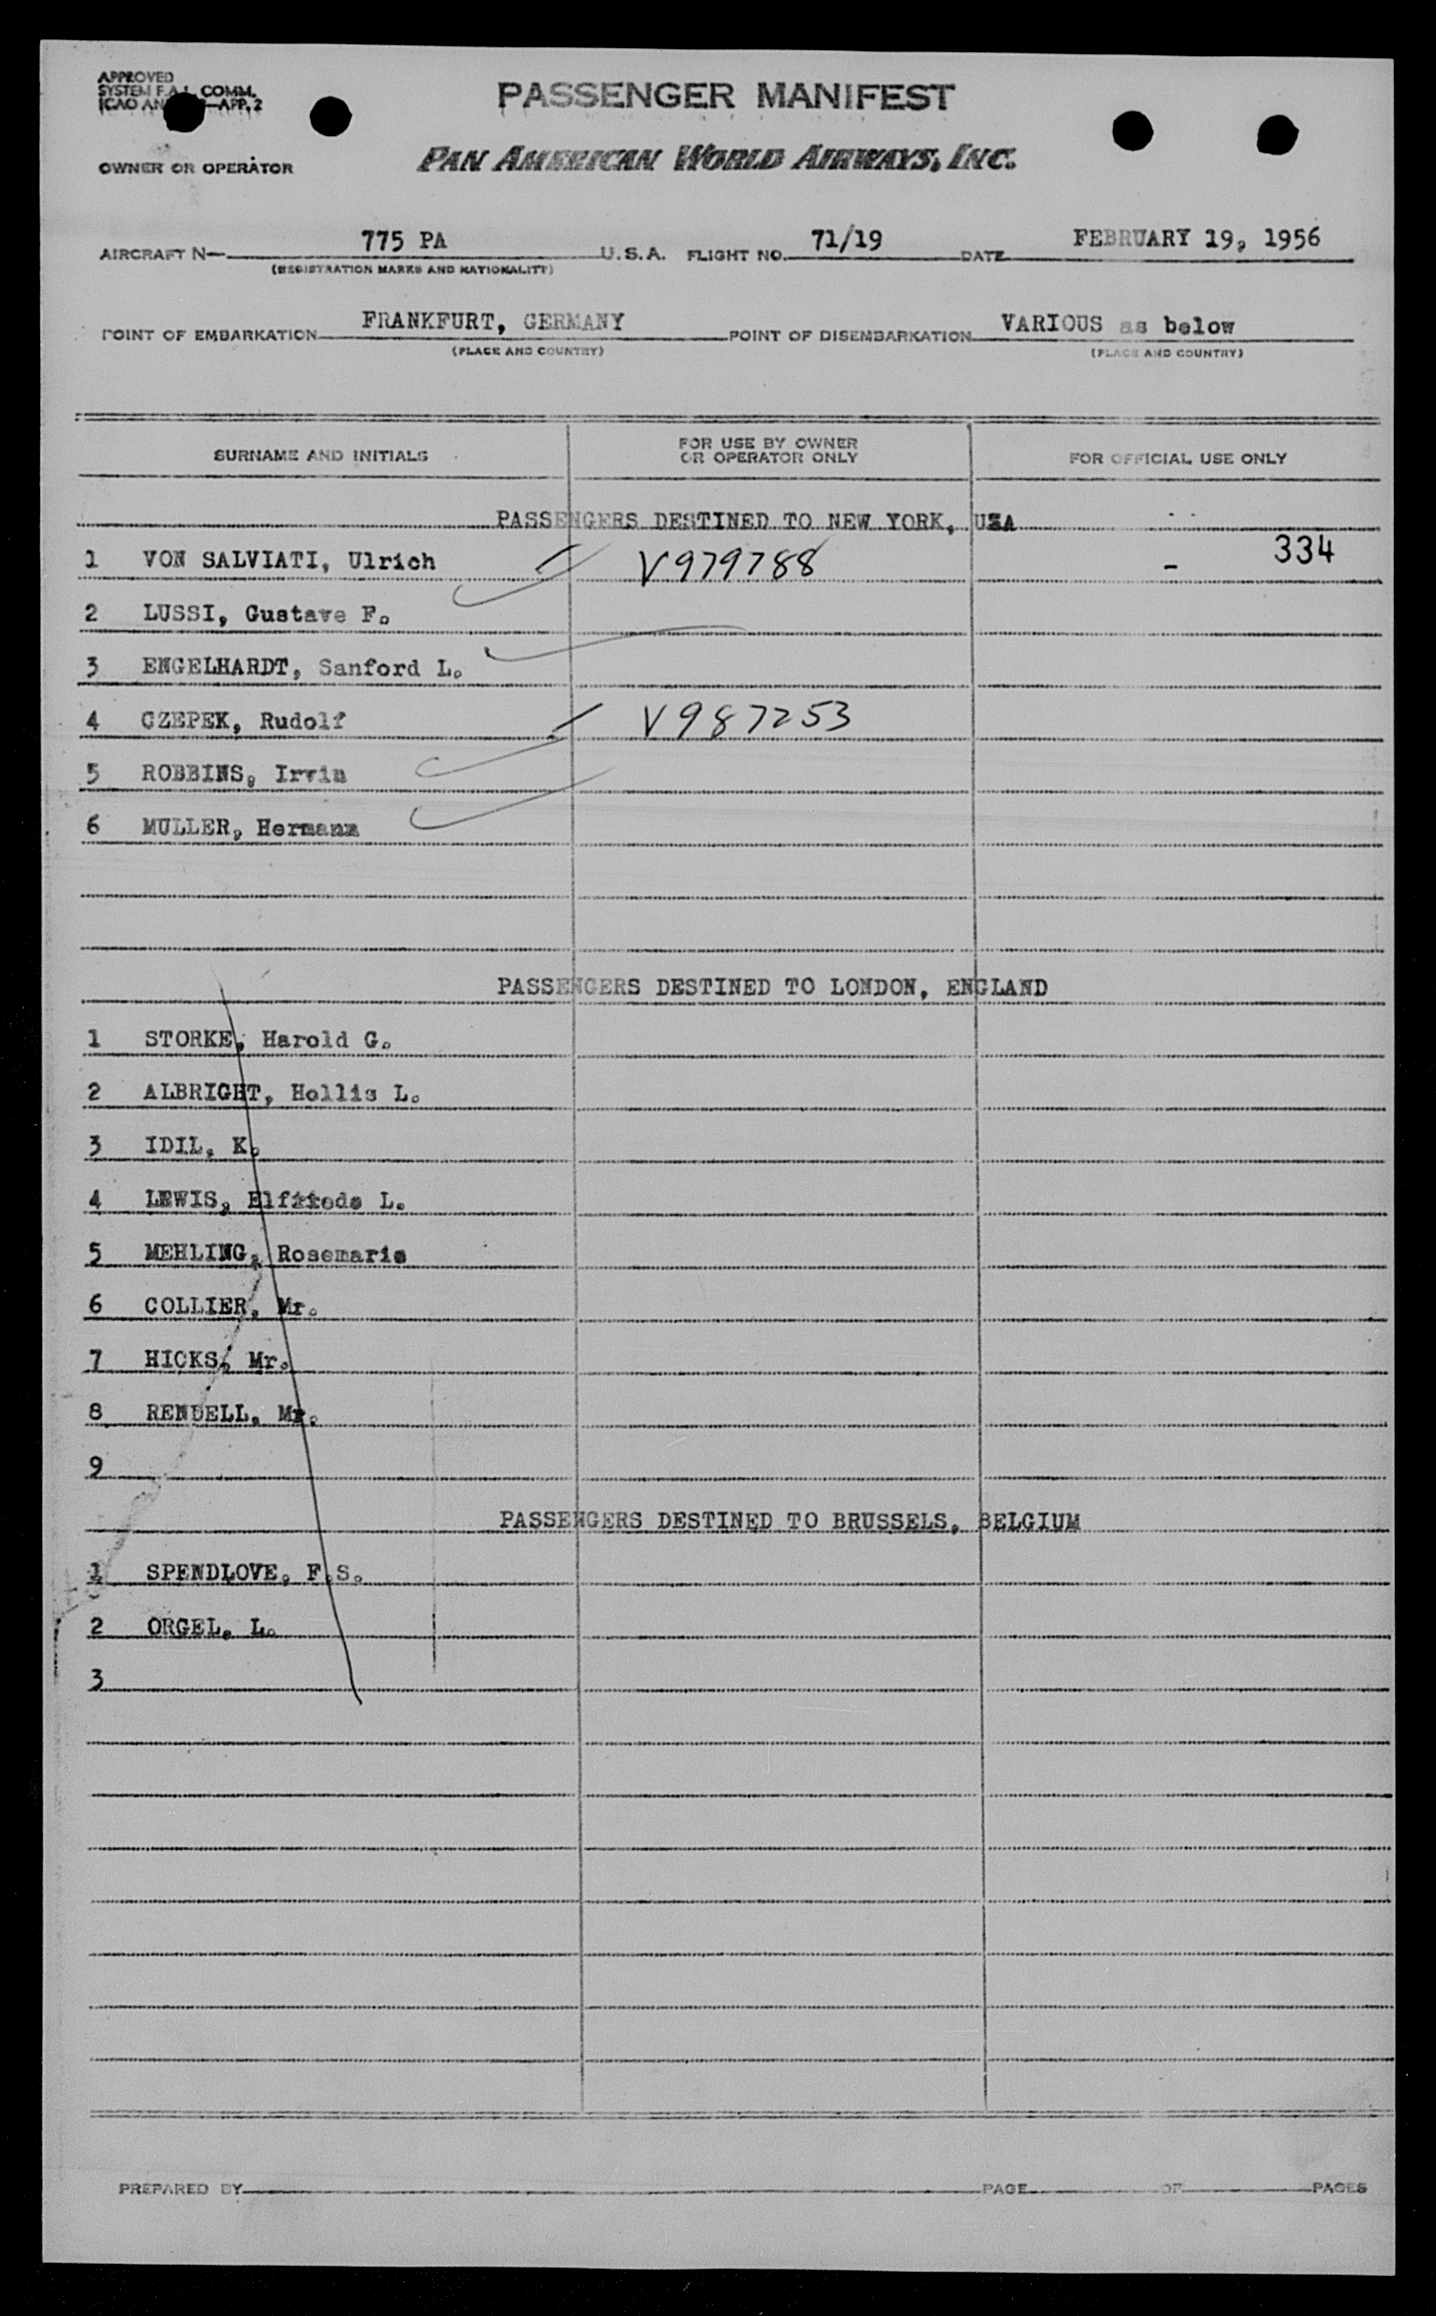 APPROVED
SYSTEM F.A.L. COMM.
ICAO AN —APP. 2
PASSENGER MANIFEST
OWNER OR OPERATOR
PAN AMERICAN WORLD AIRWAYS, INC.
AIRCRAFT N— 775 PA U.S.A. FLIGHT NO. 71/19 DATE FEBRUARY 19, 1956
(REGISTRATION MARKS AND NATIONALITY)
POINT OF EMBARKATION FRANKFURT, GERMANY POINT OF DISEMBARKATION VARIOUS as below
(PLACE AND COUNTRY) (PLACE AND COUNTRY)
SURNAME AND INITIALS FOR USE BY OWNER OR OPERATOR ONLY FOR OFFICIAL USE ONLY
PASSENGERS DESTINED TO NEW YORK, USA
1 VON SALVIATI, Ulrich V979788 - 334
2 LUSSI, Gustave F.
3 ENGELHARDT, Sanford L.
4 CZEPEK, Rudolf V987253
5 ROBBINS, Irvin
6 MULLER, Hermann
PASSENGERS DESTINED TO LONDON, ENGLAND
1 STORKE, Harold G.
2 ALBRIGHT, Hollis L.
3 IDIL, K.
4 LEWIS, L.
5 MEHLING, Rosemarie
6 COLLIER, Mr.
7 HICKS, Mr.
8 RENDELL, Mr.
9
PASSENGERS DESTINED TO BRUSSELS, BELGIUM
1 SPENDLOVE, F.S.
2 ORGEL, L.
3
PREPARED BY PAGE OF PAGES